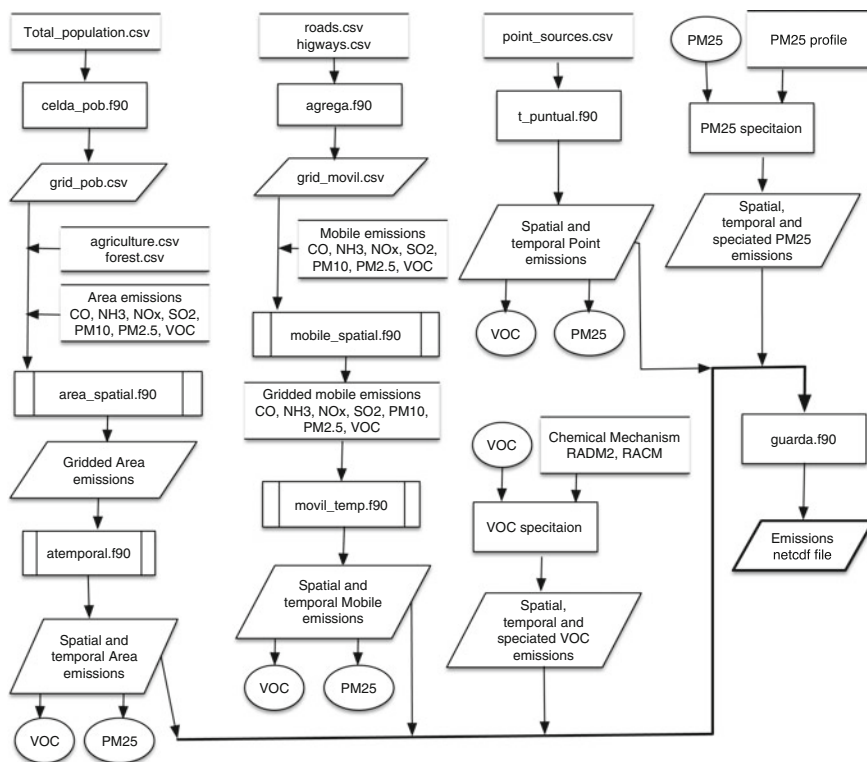 Total_population.csv
celda_pob.f90
grid_pob.csv
agriculture.csv
forest.csv
Area emissions
CO, NH3, NOx, SO2,
PM10, PM2.5, VOC
area_spatial.f90
Gridded Area
emissions
atemporal.f90
Spatial and
temporal Area
emissions
VOC
PM25
roads.csv
higways.csv
agrega.f90
grid_movil.csv
Mobile emissions
CO, NH3, NOx, SO2,
PM10, PM2.5, VOC
mobile_spatial.f90
Gridded mobile emissions
CO, NH3, NOx, SO2, PM10,
PM2.5, VOC
movil_temp.f90
Spatial and
temporal Mobile
emissions
VOC
PM25
point_sources.csv
t_puntual.f90
Spatial and
temporal Point
emissions
VOC
PM25
VOC
Chemical Mechanism
RADM2, RACM
VOC specitaion
Spatial,
temporal and
speciated VOC
emissions
PM25
PM25 profile
PM25 specitaion
Spatial,
temporal and
speciated PM25
emissions
guarda.f90
Emissions
netcdf file